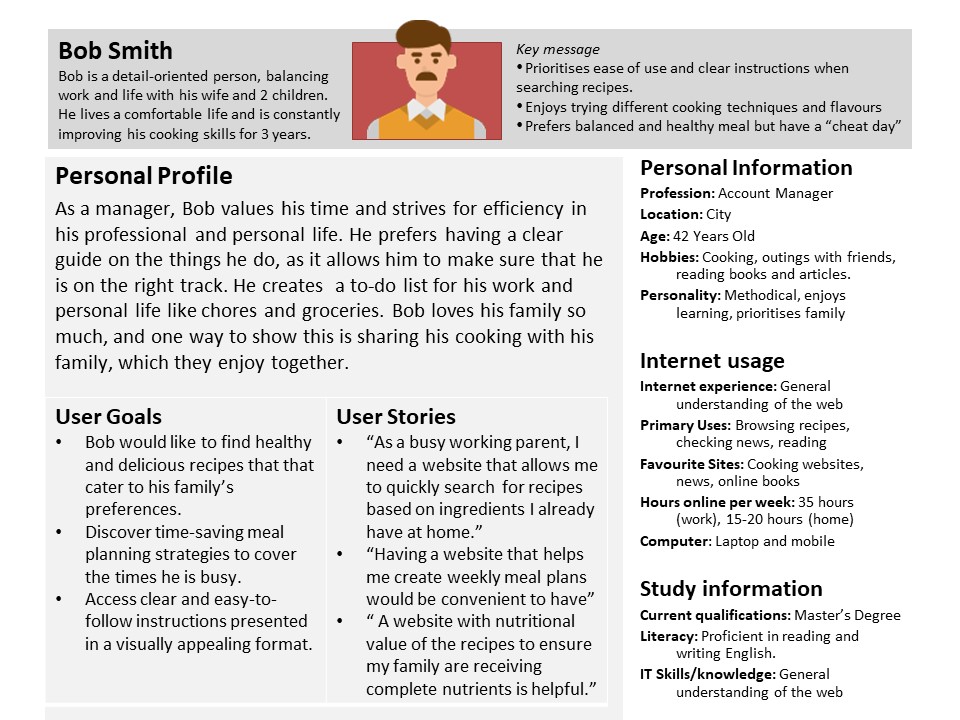 Bob Smith
Bob is a detail-oriented person, balancing
work and life with his wife and 2 children.
He lives a comfortable life and is constantly
improving his cooking skills for 3 years.
Key message
•Prioritises ease of use and clear instructions when
searching recipes.
•Enjoys trying different cooking techniques and flavours
•Prefers balanced and healthy meal but have a “cheat day”
Personal Profile
As a manager, Bob values his time and strives for efficiency in
his professional and personal life. He prefers having a clear
guide on the things he do, as it allows him to make sure that he
is on the right track. He creates a to-do list for his work and
personal life like chores and groceries. Bob loves his family so
much, and one way to show this is sharing his cooking with his
family, which they enjoy together.
User Goals
• Bob would like to find healthy
and delicious recipes that that
cater to his family’s
preferences.
• Discover time-saving meal
planning strategies to cover
the times he is busy.
• Access clear and easy-to-
follow instructions presented
in a visually appealing format.
User Stories
• “As a busy working parent, I
need a website that allows me
to quickly search for recipes
based on ingredients I already
have at home.”
• “Having a website that helps
me create weekly meal plans
would be convenient to have”
• “ A website with nutritional
value of the recipes to ensure
my family are receiving
complete nutrients is helpful.”
Personal Information
Profession: Account Manager
Location: City
Age: 42 Years Old
Hobbies: Cooking, outings with friends,
reading books and articles.
Personality: Methodical, enjoys
learning, prioritises family
Internet usage
Internet experience: General
understanding of the web
Primary Uses: Browsing recipes,
checking news, reading
Favourite Sites: Cooking websites,
news, online books
Hours online per week: 35 hours
(work), 15-20 hours (home)
Computer: Laptop and mobile
Study information
Current qualifications: Master’s Degree
Literacy: Proficient in reading and
writing English.
IT Skills/knowledge: General
understanding of the web